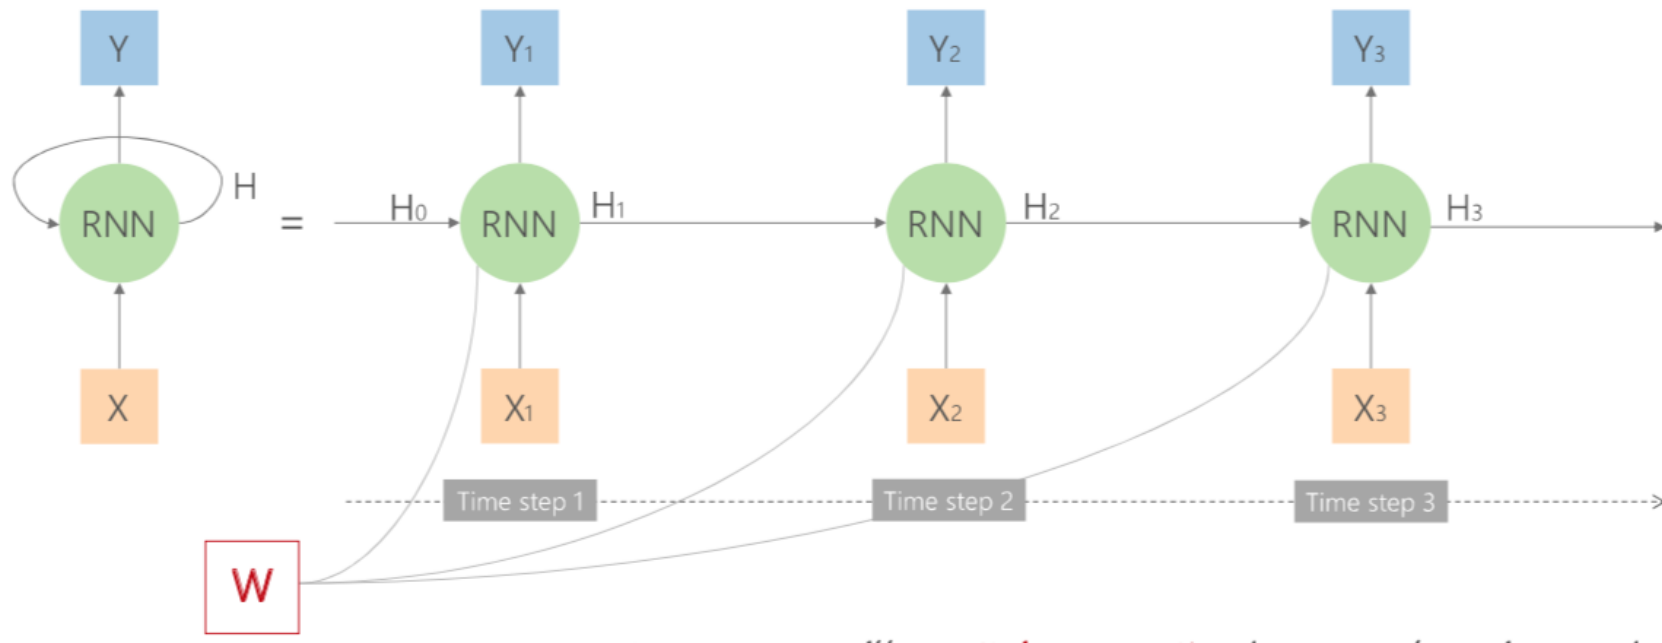 Y Y1 Y2 Y3
H
RNN = H0 RNN H1 RNN H2 RNN H3
X X1 X2 X3
Time step 1 Time step 2 Time step 3
W